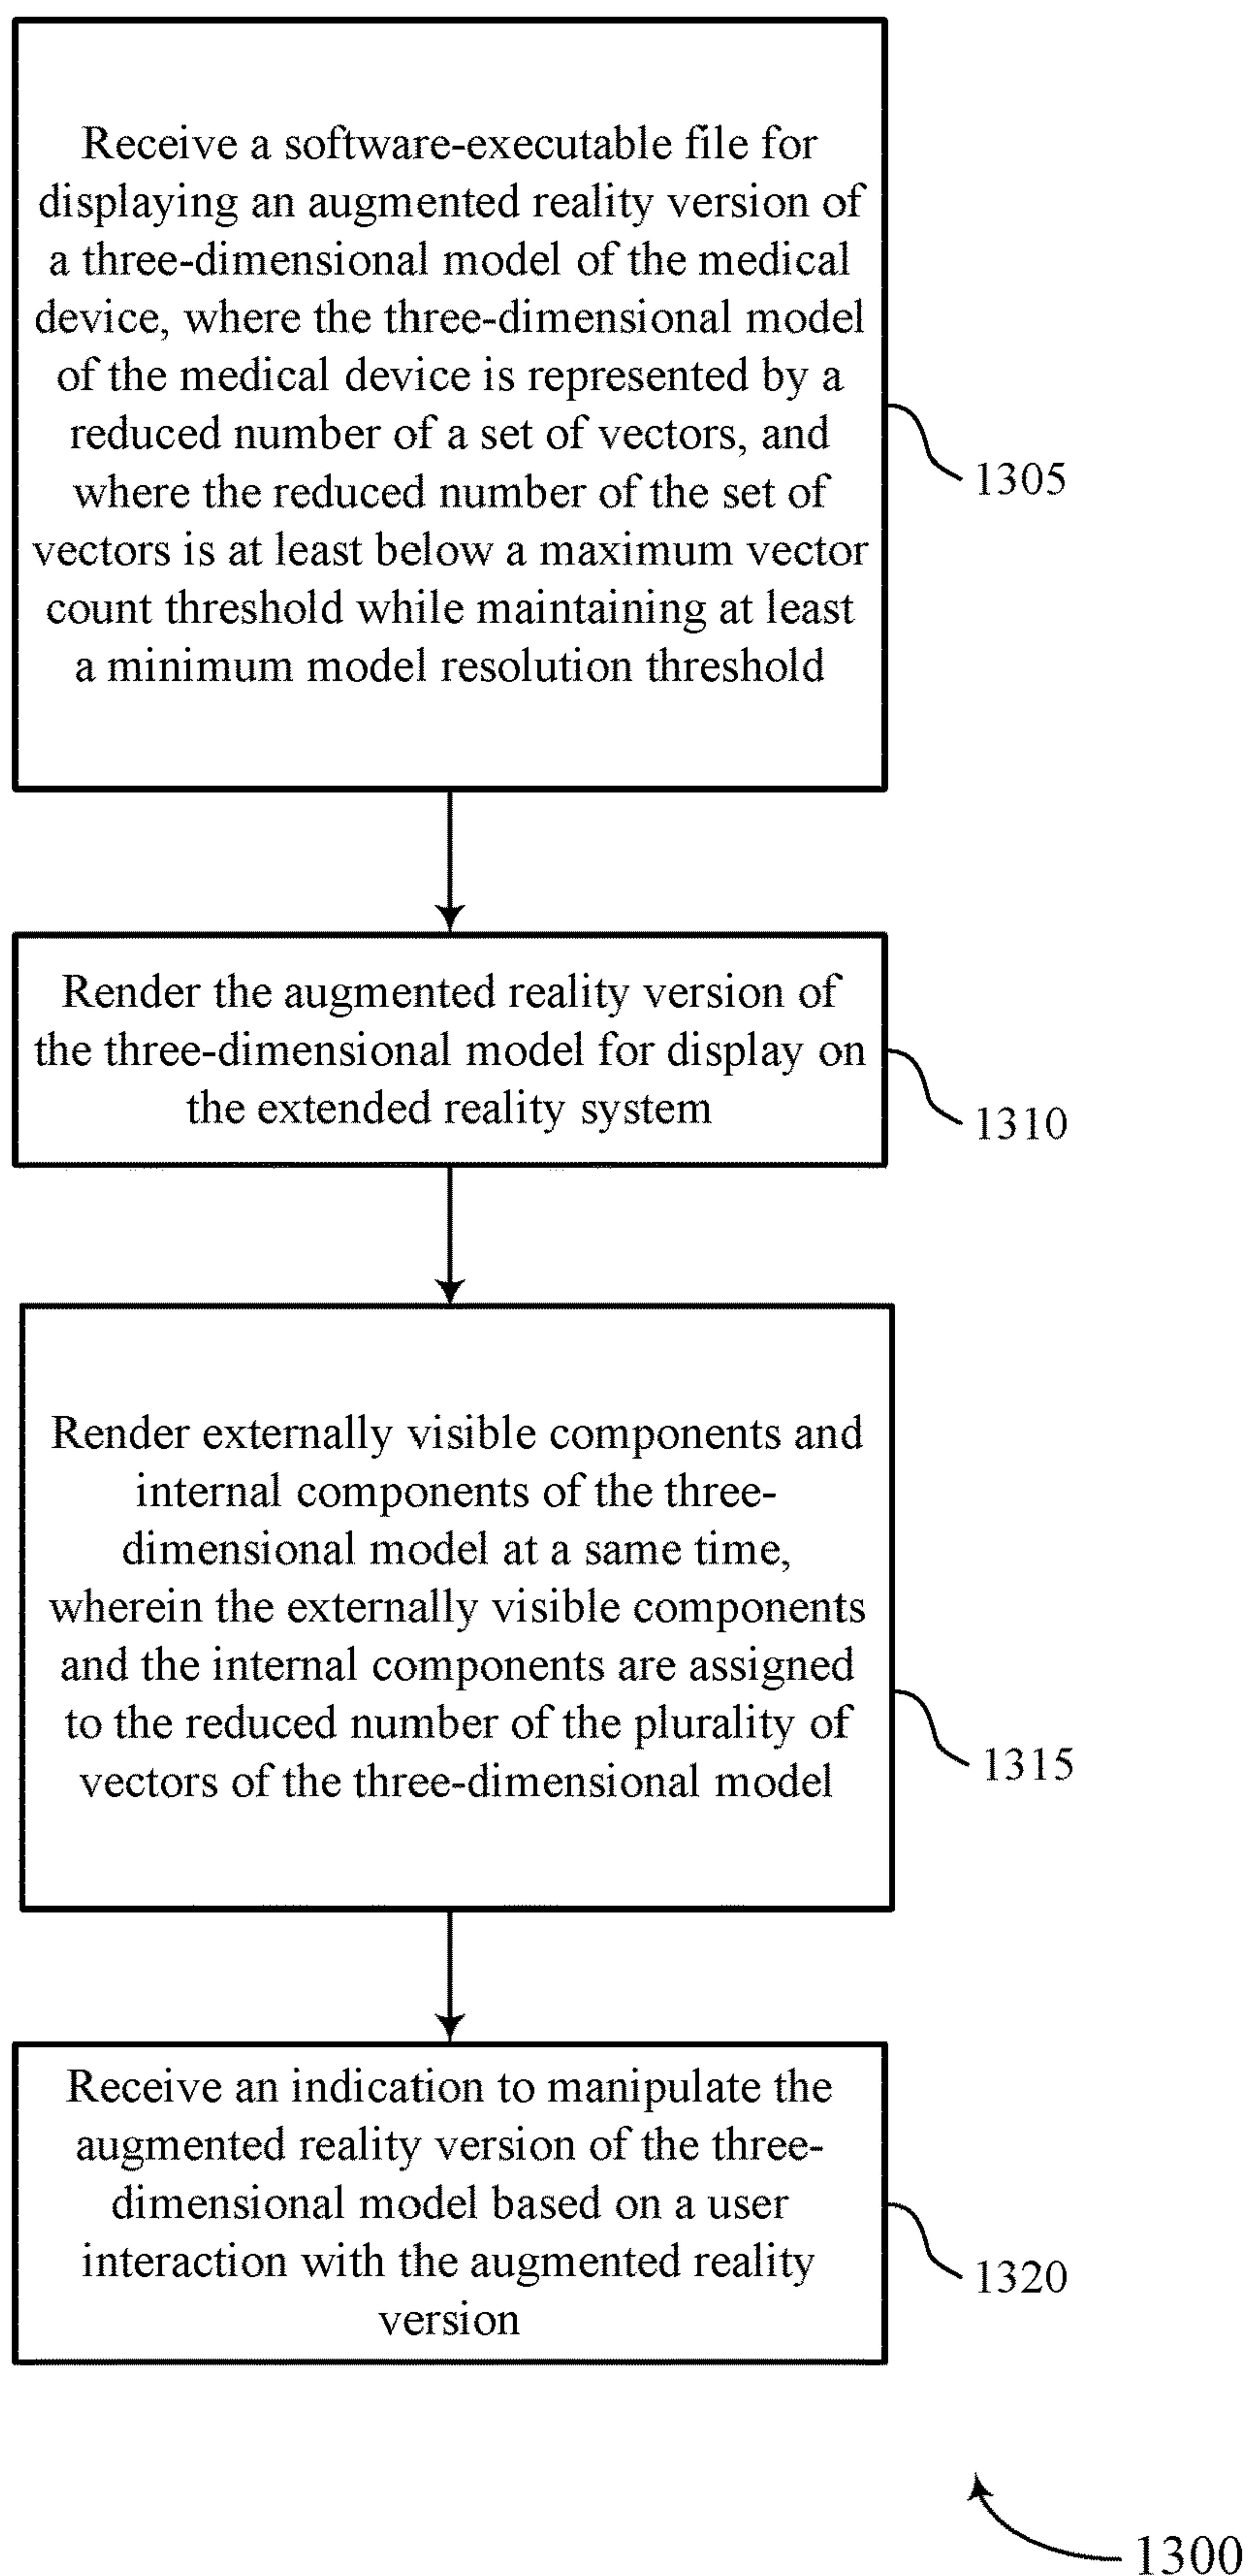 Receive a software-executable file for
displaying an augmented reality version of
a three-dimensional model of the medical
device, where the three-dimensional model
of the medical device is represented by a
reduced number of a set of vectors, and
where the reduced number of the set of
vectors is at least below a maximum vector
count threshold while maintaining at least
a minimum model resolution threshold
1305
Render the augmented reality version of
the three-dimensional model for display on
the extended reality system
1310
Render externally visible components and
internal components of the three-
dimensional model at a same time,
wherein the externally visible components
and the internal components are assigned
to the reduced number of the plurality of
vectors of the three-dimensional model
1315
Receive an indication to manipulate the
augmented reality version of the three-
dimensional model based on a user
interaction with the augmented reality
version
1320
1300